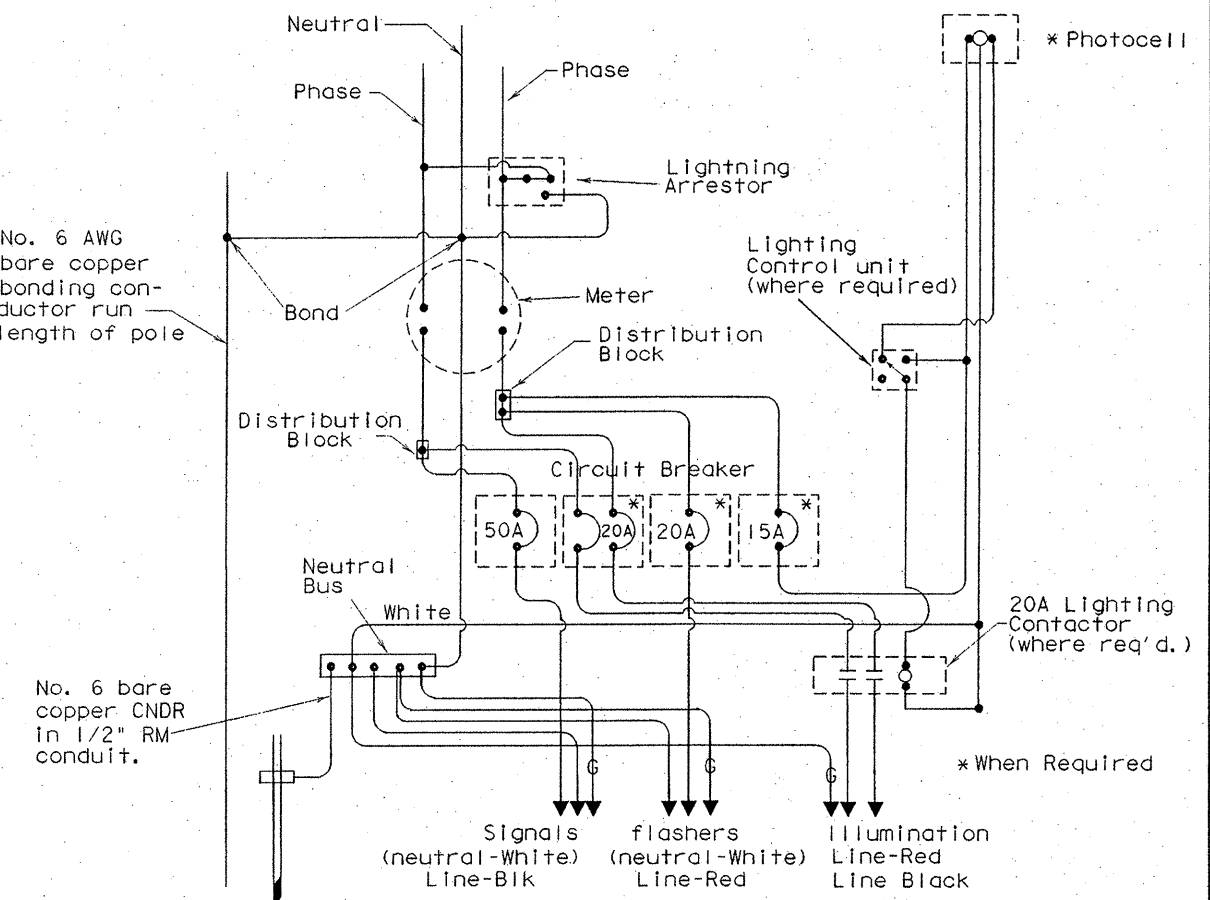 Neutral
* Photocell
Phase
Phase
Lightning
Arrestor
No. 6 AWG
bare copper
bonding con-
ductor run
length of pole
Bond
Meter
Lighting
Control unit
(where required)
Distribution
Block
Distribution
Block
Circuit Breaker
*
*
*
50A
20A
20A
15A
Neutral
Bus
White
20A Lighting
Contactor
(where req'd.)
No. 6 bare
copper CNDR
in 1/2" RM
conduit.
G
G
G
* When Required
Signals
(neutral-White)
Line-Blk
flashers
(neutral-White)
Line-Red
Illumination
Line-Red
Line Black